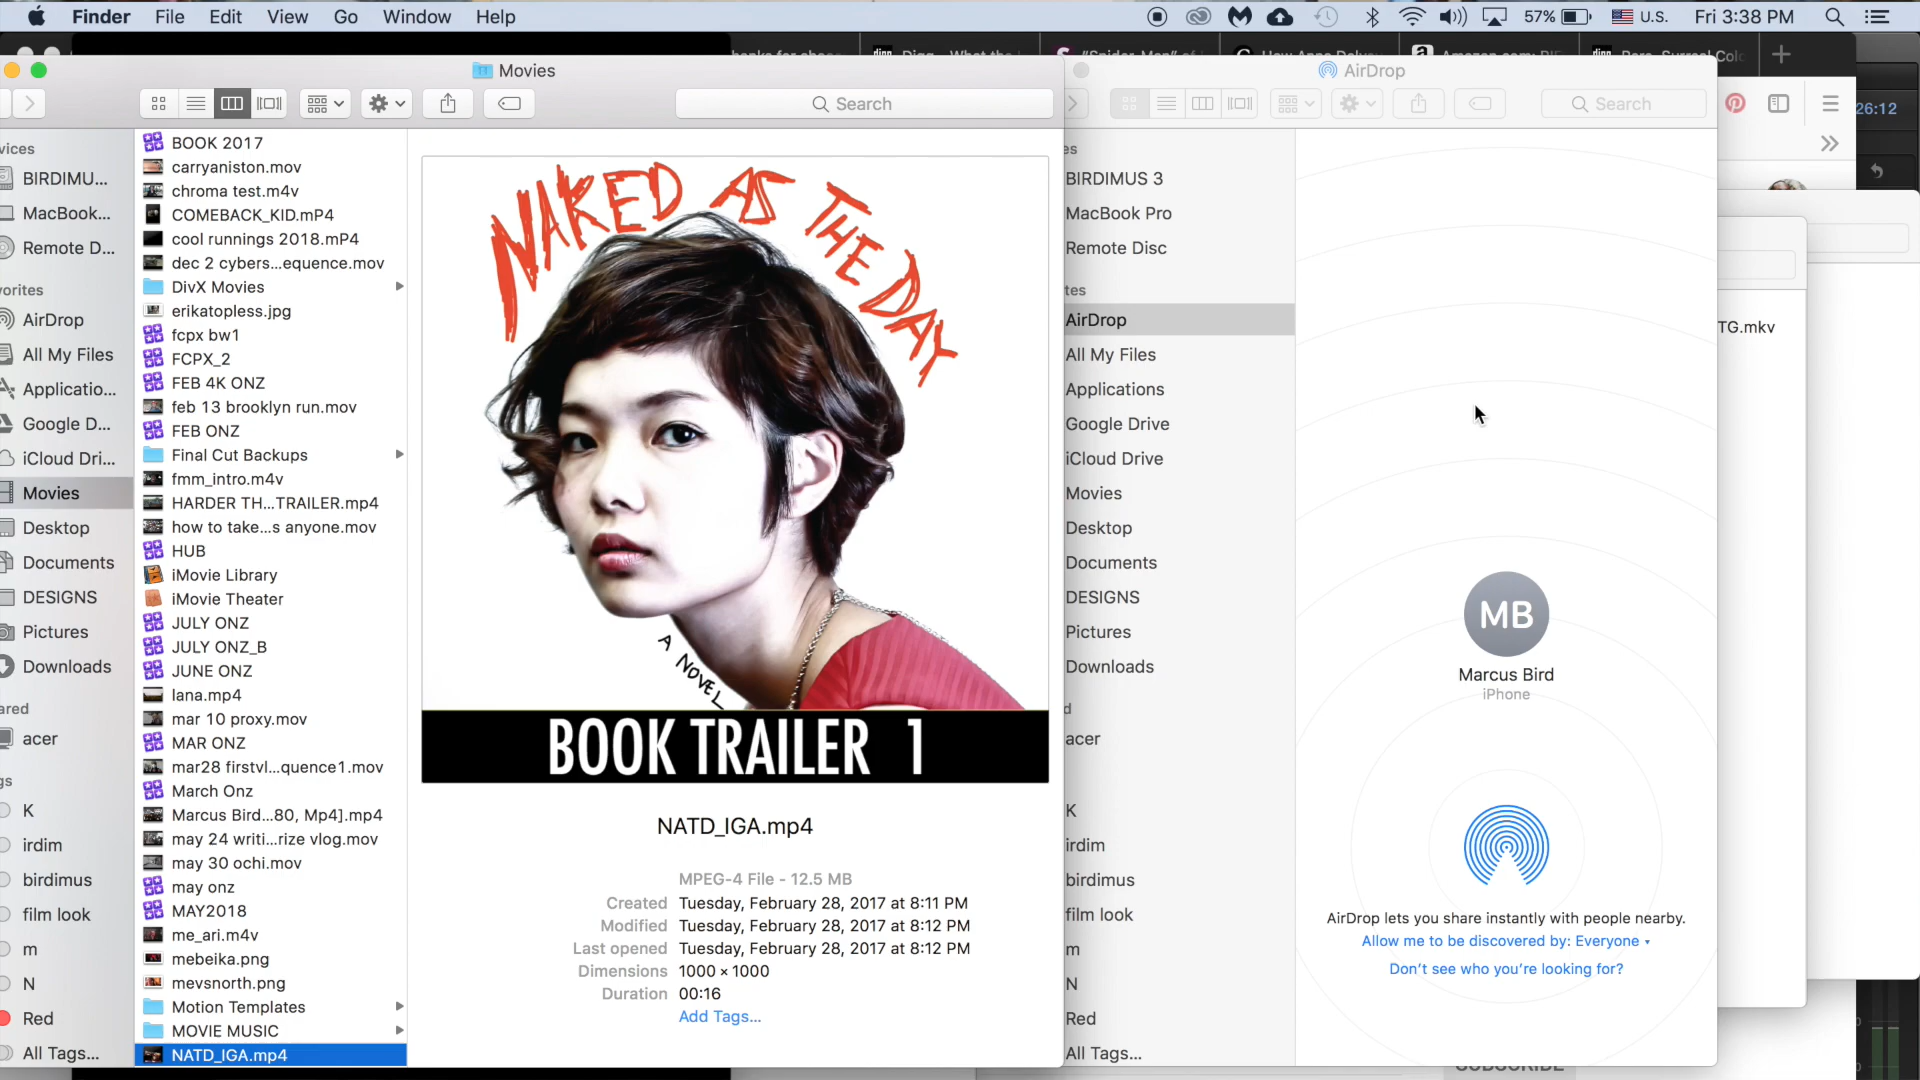 Finder File Edit View Go Window Help
57% U.S. Fri 3:38 PM
Movies
Search
vices
BIRDIMU...
MacBook...
Remote D...
vorites
AirDrop
All My Files
Applicatio...
Google D...
iCloud Dri...
Movies
Desktop
Documents
DESIGNS
Pictures
Downloads
ared
acer
gs
K
irdim
birdimus
film look
m
N
Red
All Tags...
BOOK 2017
carryaniston.mov
chroma test.m4v
COMEBACK_KID.mP4
cool runnings 2018.mP4
dec 2 cybers...equence.mov
DivX Movies
erikatopless.jpg
fcpx bw1
FCPX_2
FEB 4K ONZ
feb 13 brooklyn run.mov
FEB ONZ
Final Cut Backups
fmm_intro.m4v
HARDER TH...TRAILER.mp4
how to take...s anyone.mov
HUB
iMovie Library
iMovie Theater
JULY ONZ
JULY ONZ_B
JUNE ONZ
lana.mp4
mar 10 proxy.mov
MAR ONZ
mar28 firstvl...quence1.mov
March Onz
Marcus Bird...80, Mp4].mp4
may 24 writi...rize vlog.mov
may 30 ochi.mov
may onz
MAY2018
me_ari.m4v
mebeika.png
mevsnorth.png
Motion Templates
MOVIE MUSIC
NATD_IGA.mp4
NAKED AS THE DAY
A NOVEL
BOOK TRAILER 1
NATD_IGA.mp4
MPEG-4 File - 12.5 MB
Created Tuesday, February 28, 2017 at 8:11 PM
Modified Tuesday, February 28, 2017 at 8:12 PM
Last opened Tuesday, February 28, 2017 at 8:12 PM
Dimensions 1000 × 1000
Duration 00:16
Add Tags...
AirDrop
Search
es
BIRDIMUS 3
MacBook Pro
Remote Disc
tes
AirDrop
All My Files
Applications
Google Drive
iCloud Drive
Movies
Desktop
Documents
DESIGNS
Pictures
Downloads
d
acer
K
irdim
birdimus
film look
m
N
Red
All Tags...
MB
Marcus Bird
iPhone
AirDrop lets you share instantly with people nearby.
Allow me to be discovered by: Everyone
Don't see who you're looking for?
26:12
TG.mkv
SUBSCRIBE